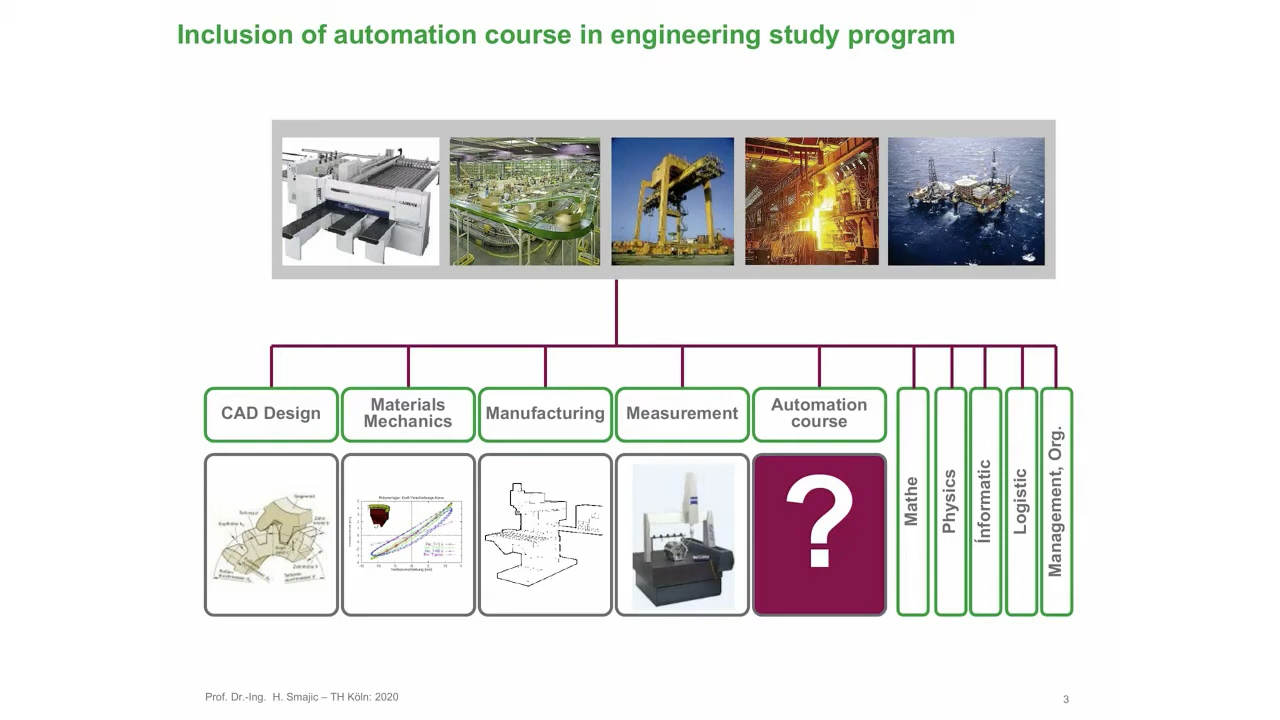 Inclusion of automation course in engineering study program
CAD Design
Materials
Mechanics
Manufacturing
Measurement
Automation
course
Mathe
Physics
Ínformatic
Logistic
Management, Org.
?
Prof. Dr.-Ing. H. Smajic – TH Köln: 2020
3